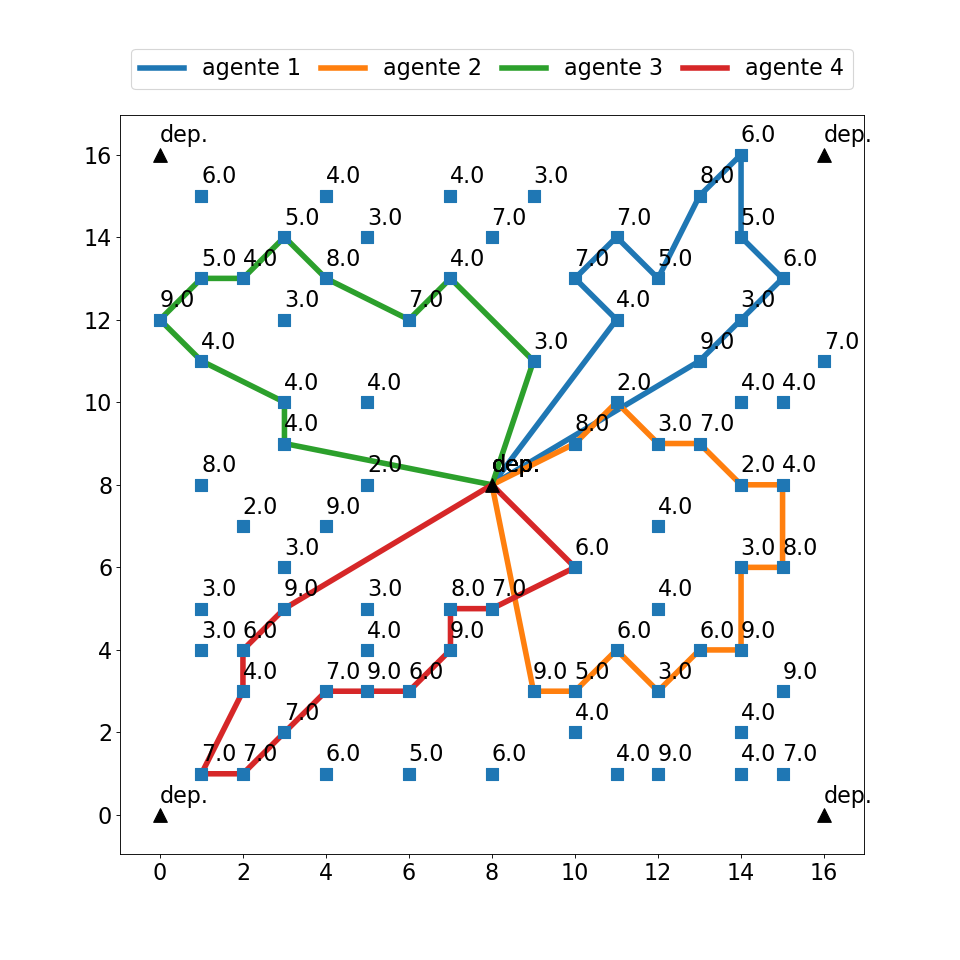 agente 1 agente 2 agente 3 agente 4
dep. 6.0 dep.
16
6.0 4.0 4.0 3.0 8.0
5.0 3.0 7.0 7.0 5.0
14
5.0 4.0 8.0 4.0 7.0 5.0 6.0
9.0 3.0 7.0 4.0 3.0
12
4.0 3.0 9.0 7.0
4.0 4.0 2.0 4.0 4.0
10
4.0 8.0 3.0 7.0
8.0 2.0 dep. 2.0 4.0
8
2.0 9.0 4.0
3.0 6.0 3.0 8.0
6
3.0 9.0 3.0 8.0 7.0 4.0
3.0 6.0 4.0 9.0 6.0 6.0 9.0
4
4.0 7.0 9.0 6.0 9.0 5.0 3.0 9.0
7.0 4.0 4.0
2
7.0 7.0 6.0 5.0 6.0 4.0 9.0 4.0 7.0
dep. dep.
0
0 2 4 6 8 10 12 14 16